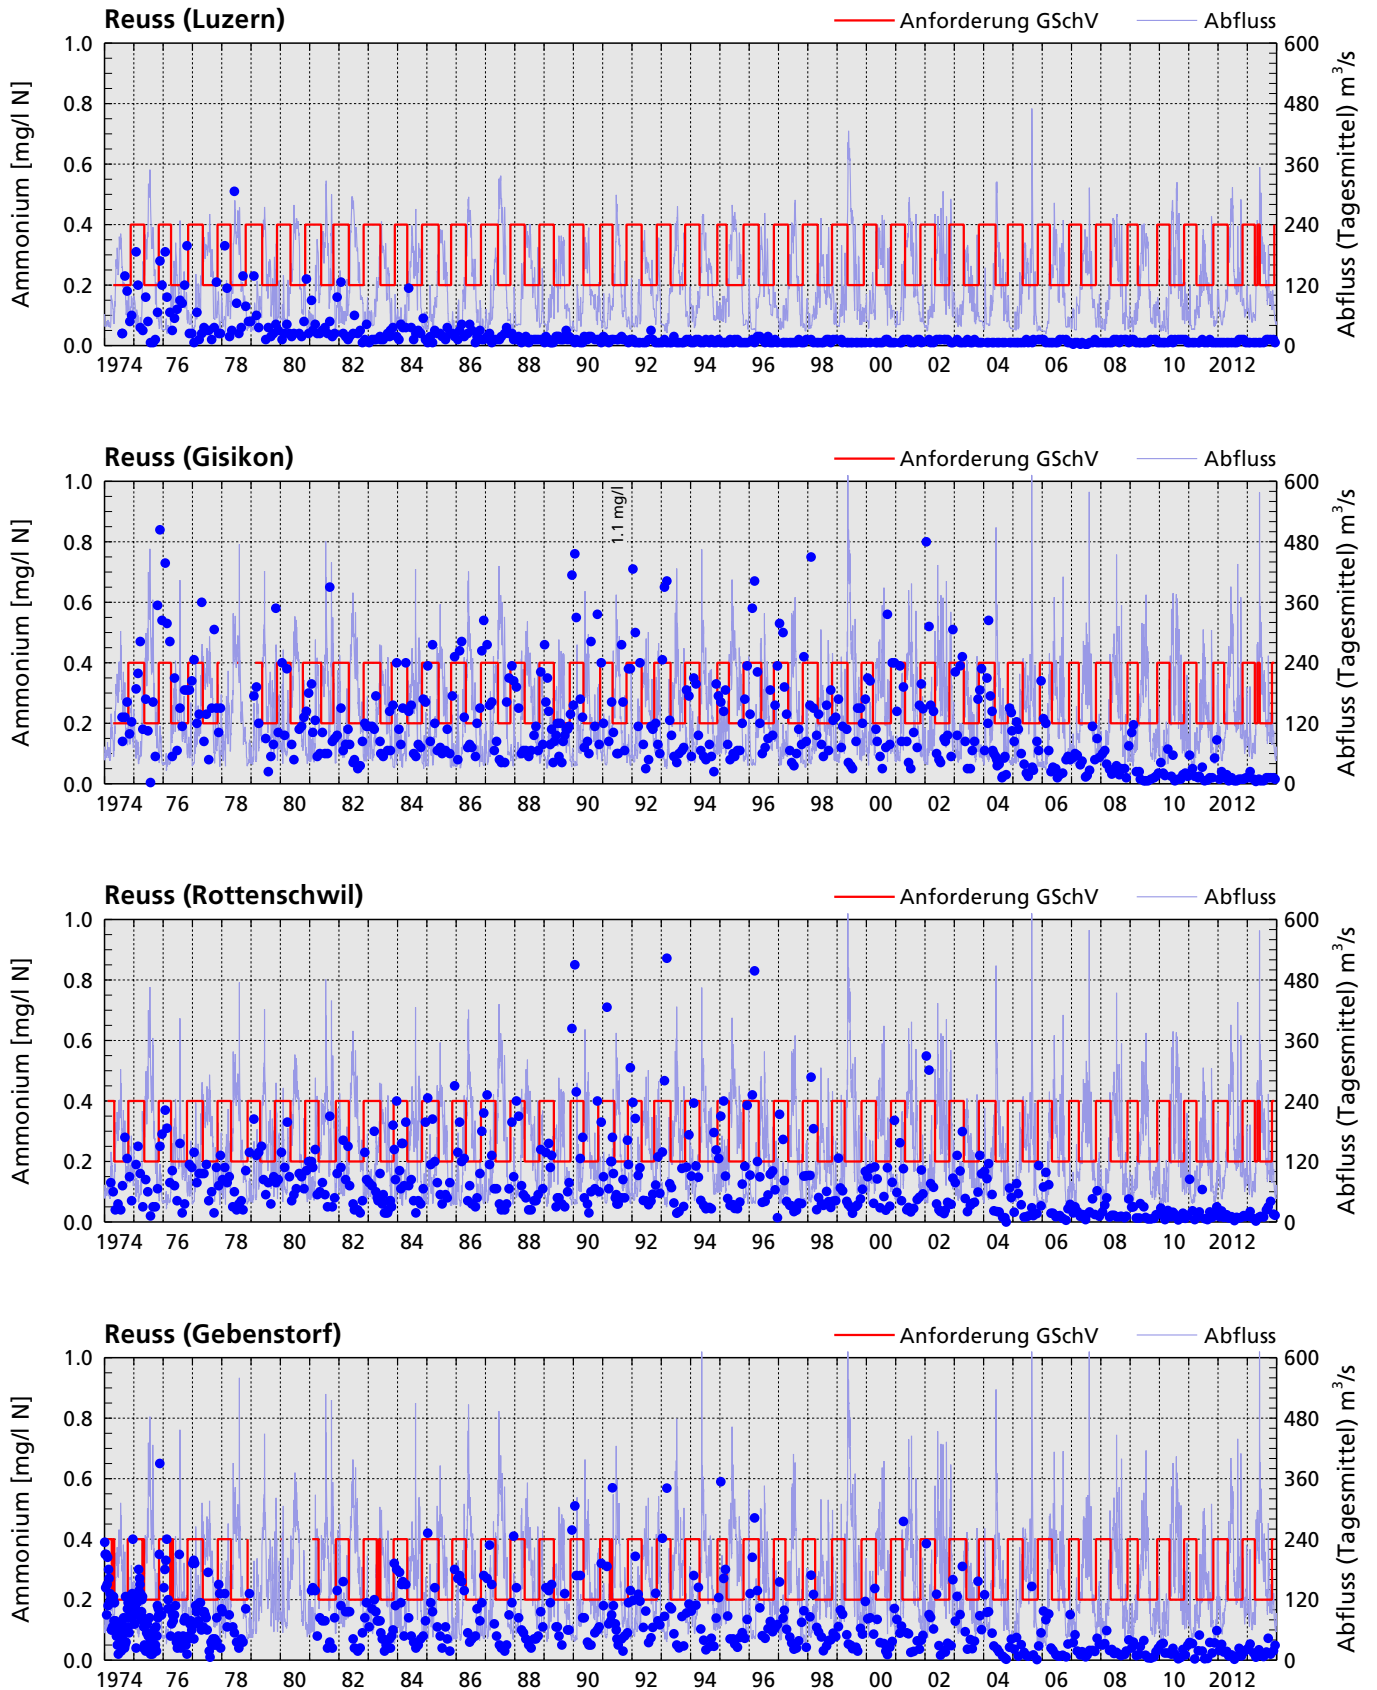 Reuss (Luzern)
Anforderung GSchV
Abfluss
Ammonium [mg/l N]
1.0
0.8
0.6
0.4
0.2
0.0
600
480
360
240
120
0
Abfluss (Tagesmittel) m³/s
1974 76 78 80 82 84 86 88 90 92 94 96 98 00 02 04 06 08 10 2012
Reuss (Gisikon)
Anforderung GSchV
Abfluss
Ammonium [mg/l N]
1.0
0.8
0.6
0.4
0.2
0.0
1.1 mg/l
600
480
360
240
120
0
Abfluss (Tagesmittel) m³/s
1974 76 78 80 82 84 86 88 90 92 94 96 98 00 02 04 06 08 10 2012
Reuss (Rottenschwil)
Anforderung GSchV
Abfluss
Ammonium [mg/l N]
1.0
0.8
0.6
0.4
0.2
0.0
600
480
360
240
120
0
Abfluss (Tagesmittel) m³/s
1974 76 78 80 82 84 86 88 90 92 94 96 98 00 02 04 06 08 10 2012
Reuss (Gebenstorf)
Anforderung GSchV
Abfluss
Ammonium [mg/l N]
1.0
0.8
0.6
0.4
0.2
0.0
600
480
360
240
120
0
Abfluss (Tagesmittel) m³/s
1974 76 78 80 82 84 86 88 90 92 94 96 98 00 02 04 06 08 10 2012